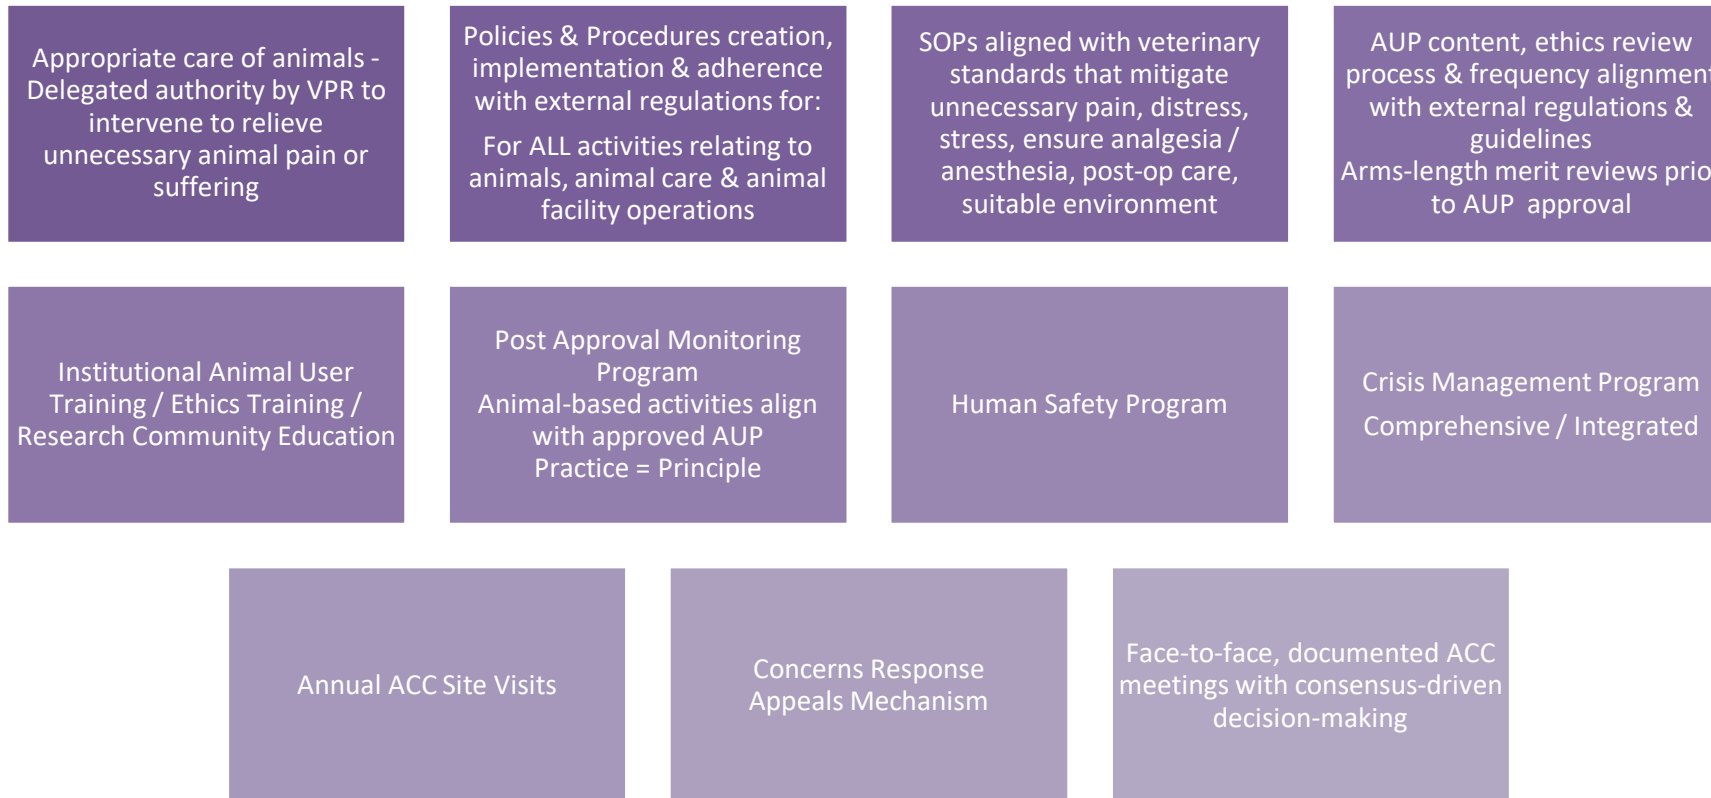 Appropriate care of animals -
Delegated authority by VPR to
intervene to relieve
unnecessary animal pain or
suffering
Policies & Procedures creation,
implementation & adherence
with external regulations for:
For ALL activities relating to
animals, animal care & animal
facility operations
SOPs aligned with veterinary
standards that mitigate
unnecessary pain, distress,
stress, ensure analgesia /
anesthesia, post-op care,
suitable environment
AUP content, ethics review
process & frequency alignment
with external regulations &
guidelines
Arms-length merit reviews prio
to AUP approval
Institutional Animal User
Training / Ethics Training /
Research Community Education
Post Approval Monitoring
Program
Animal-based activities align
with approved AUP
Practice = Principle
Human Safety Program
Crisis Management Program
Comprehensive / Integrated
Annual ACC Site Visits
Concerns Response
Appeals Mechanism
Face-to-face, documented ACC
meetings with consensus-driven
decision-making